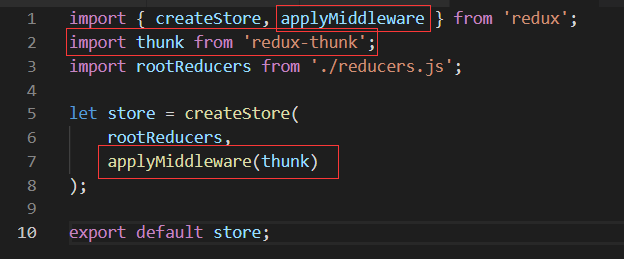 1 import { createStore, applyMiddleware } from 'redux';
2 import thunk from 'redux-thunk';
3 import rootReducers from './reducers.js';
4
5 let store = createStore(
6     rootReducers,
7     applyMiddleware(thunk)
8 );
9
10 export default store;